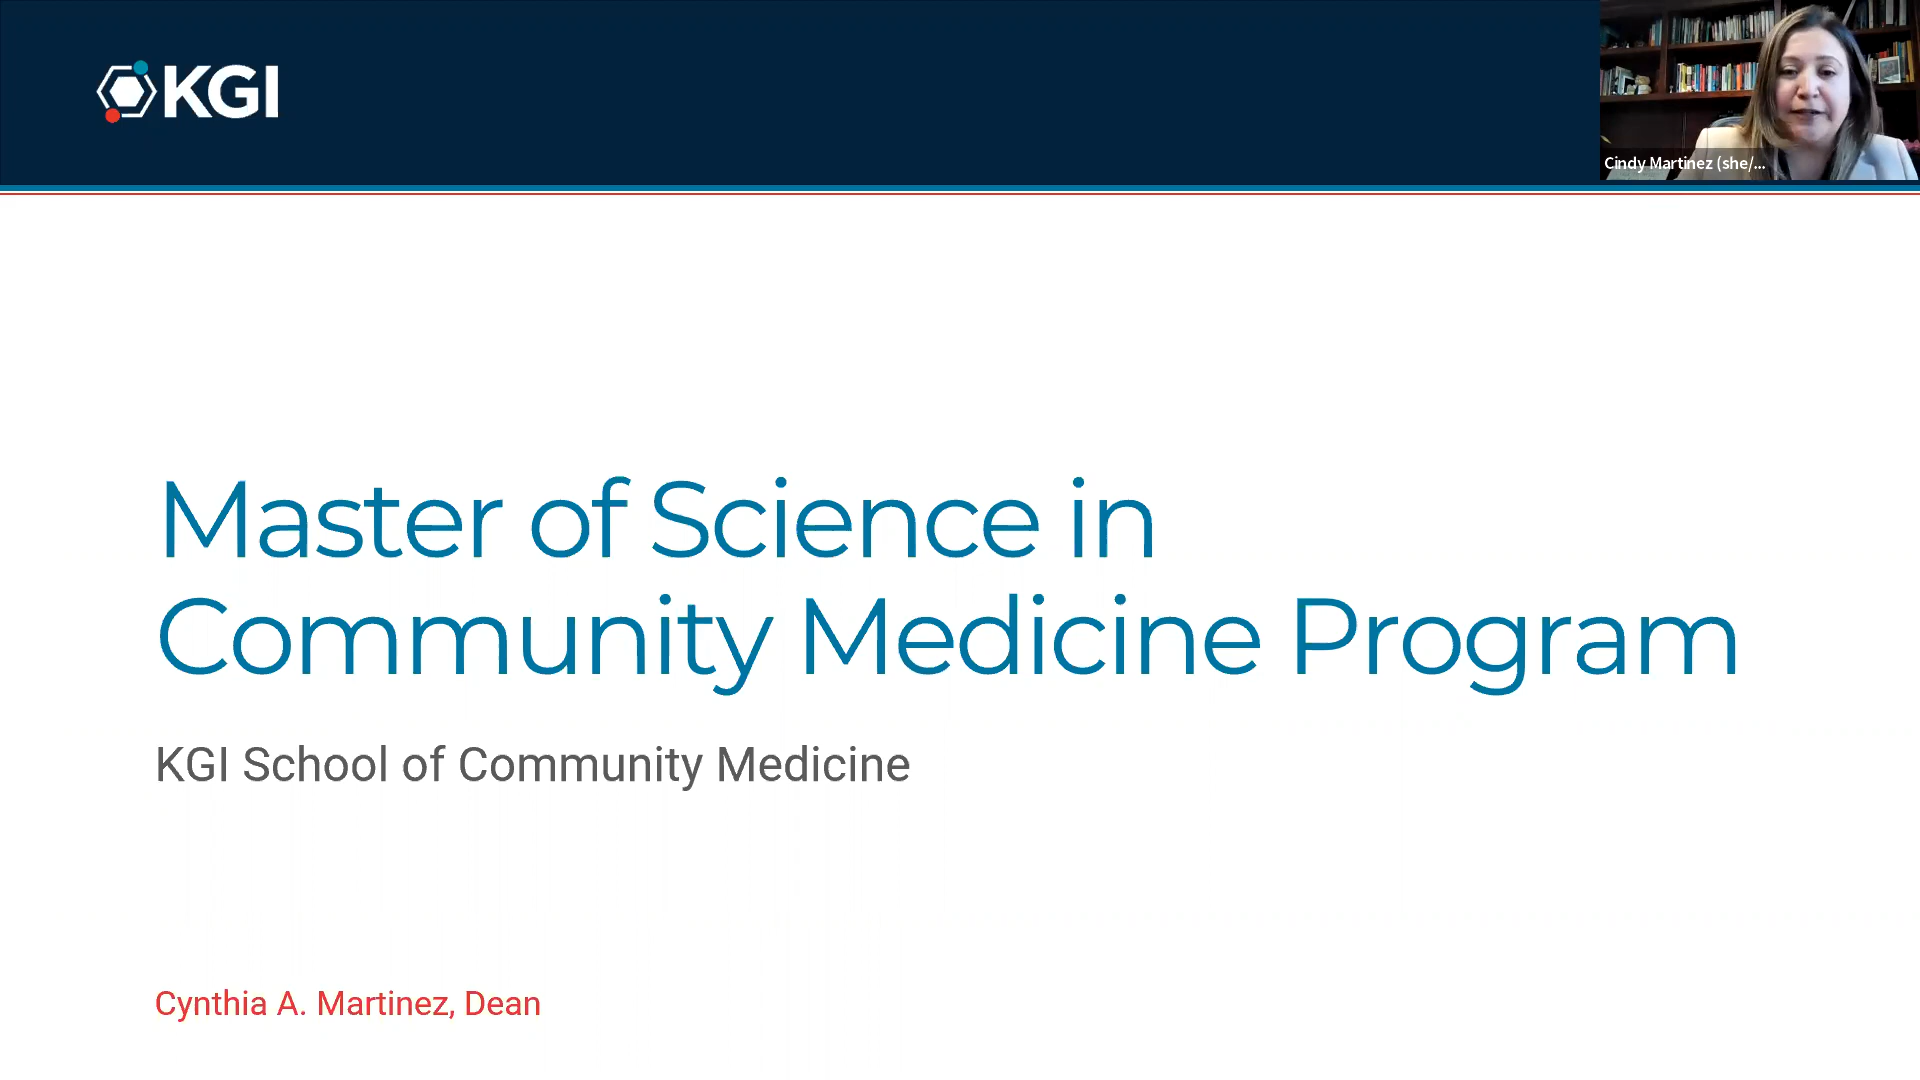 KGI
Cindy Martinez (she/...
Master of Science in
Community Medicine Program
KGI School of Community Medicine
Cynthia A. Martinez, Dean